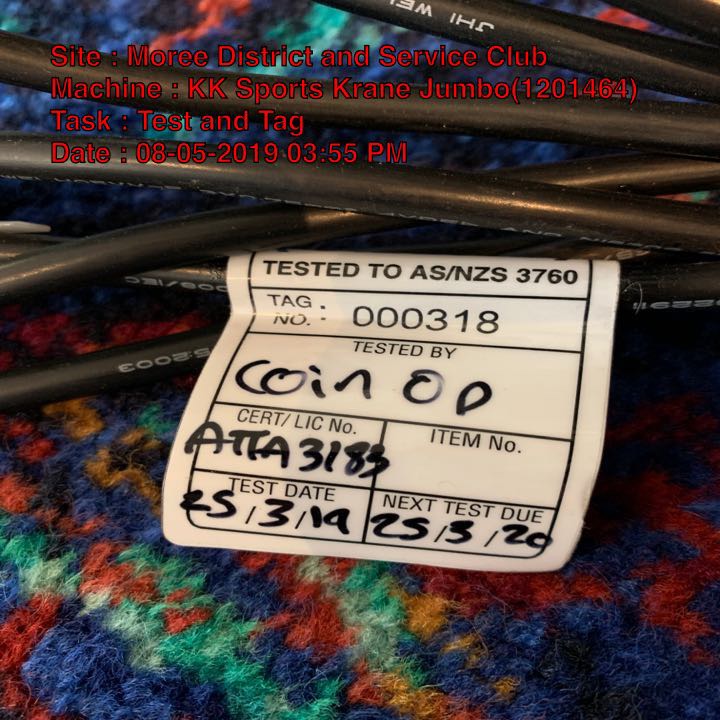 JHI WE
Site : Moree District and Service Club
Machine : KK Sports Krane Jumbo(1201464)
Task : Test and Tag
Date : 08-05-2019 03:55 PM
TESTED TO AS/NZS 3760
TAG NO. : 000318
TESTED BY
Coin Op
CERT/ LIC No. ITEM No.
ATTA3183
TEST DATE NEXT TEST DUE
25/3/19 25/3/20